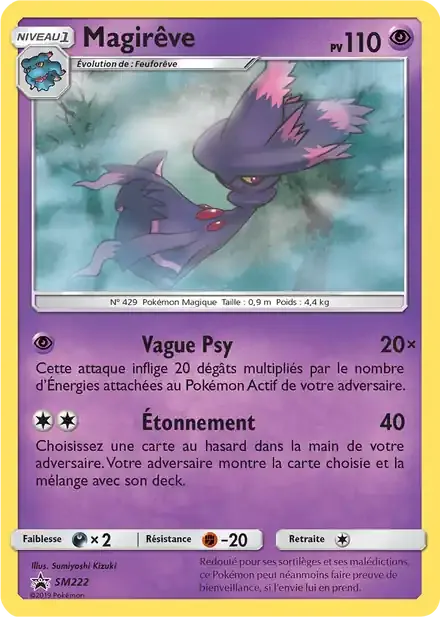 NIVEAU 1
Magirêve
PV 110
Évolution de : Feuforêve
N° 429 Pokémon Magique Taille : 0,9 m Poids : 4,4 kg
Vague Psy 20×
Cette attaque inflige 20 dégâts multipliés par le nombre
d'Énergies attachées au Pokémon Actif de votre adversaire.
Étonnement 40
Choisissez une carte au hasard dans la main de votre
adversaire. Votre adversaire montre la carte choisie et la
mélange avec son deck.
Faiblesse × 2 Résistance -20 Retraite
Illus. Sumiyoshi Kizuki
SM222
©2019 Pokémon
Redouté pour ses sortilèges et ses malédictions,
ce Pokémon peut néanmoins faire preuve de
bienveillance, si l'envie lui en prend.